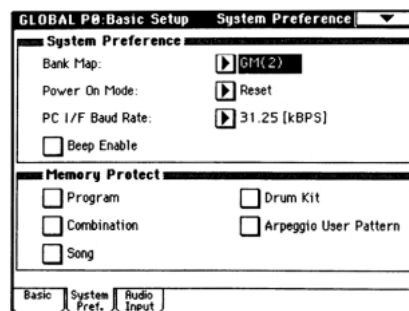 GLOBAL P0:Basic Setup System Preference
System Preference
Bank Map: GM(2)
Power On Mode: Reset
PC I/F Baud Rate: 31.25 [kBPS]
Beep Enable
Memory Protect
Program Drum Kit
Combination Arpeggio User Pattern
Song
Basic System Pref. Audio Input